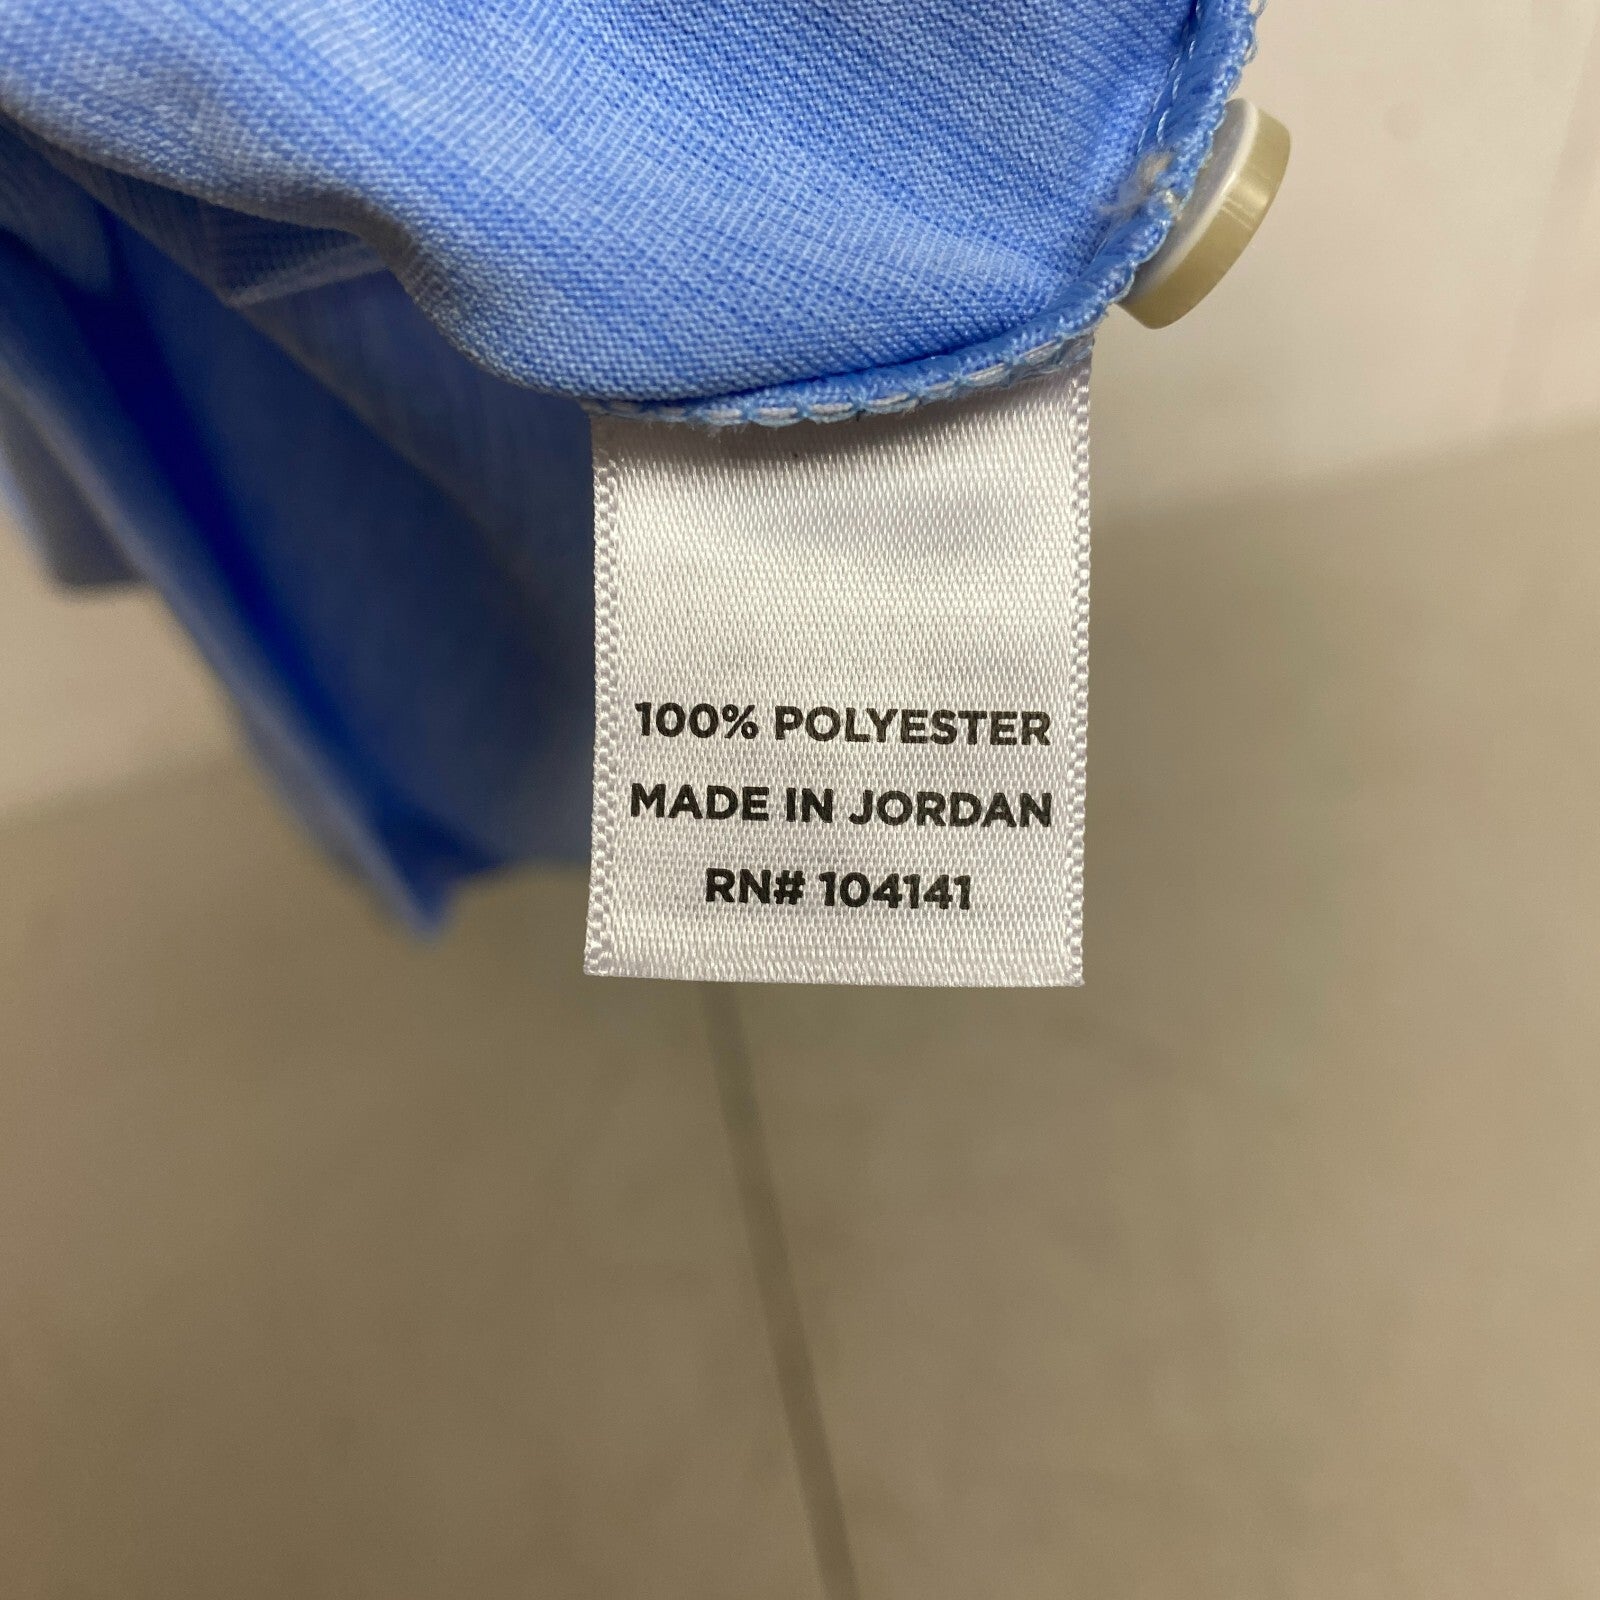 100% POLYESTER
MADE IN JORDAN
RN# 104141